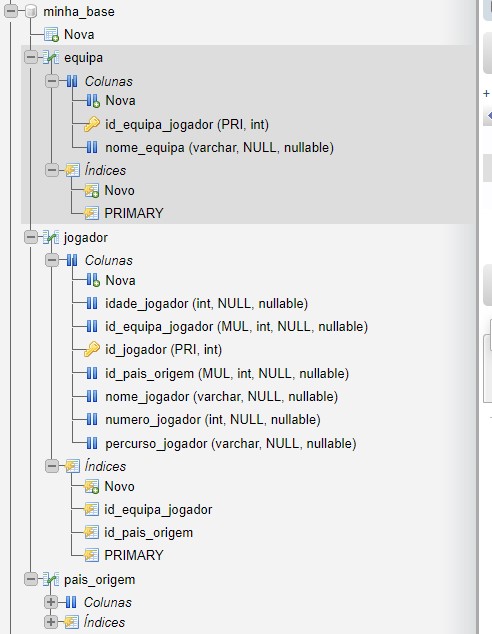 minha_base
Nova
equipa
Colunas
Nova
id_equipa_jogador (PRI, int)
nome_equipa (varchar, NULL, nullable)
Índices
Novo
PRIMARY
jogador
Colunas
Nova
idade_jogador (int, NULL, nullable)
id_equipa_jogador (MUL, int, NULL, nullable)
id_jogador (PRI, int)
id_pais_origem (MUL, int, NULL, nullable)
nome_jogador (varchar, NULL, nullable)
numero_jogador (int, NULL, nullable)
percurso_jogador (varchar, NULL, nullable)
Índices
Novo
id_equipa_jogador
id_pais_origem
PRIMARY
pais_origem
Colunas
Índices